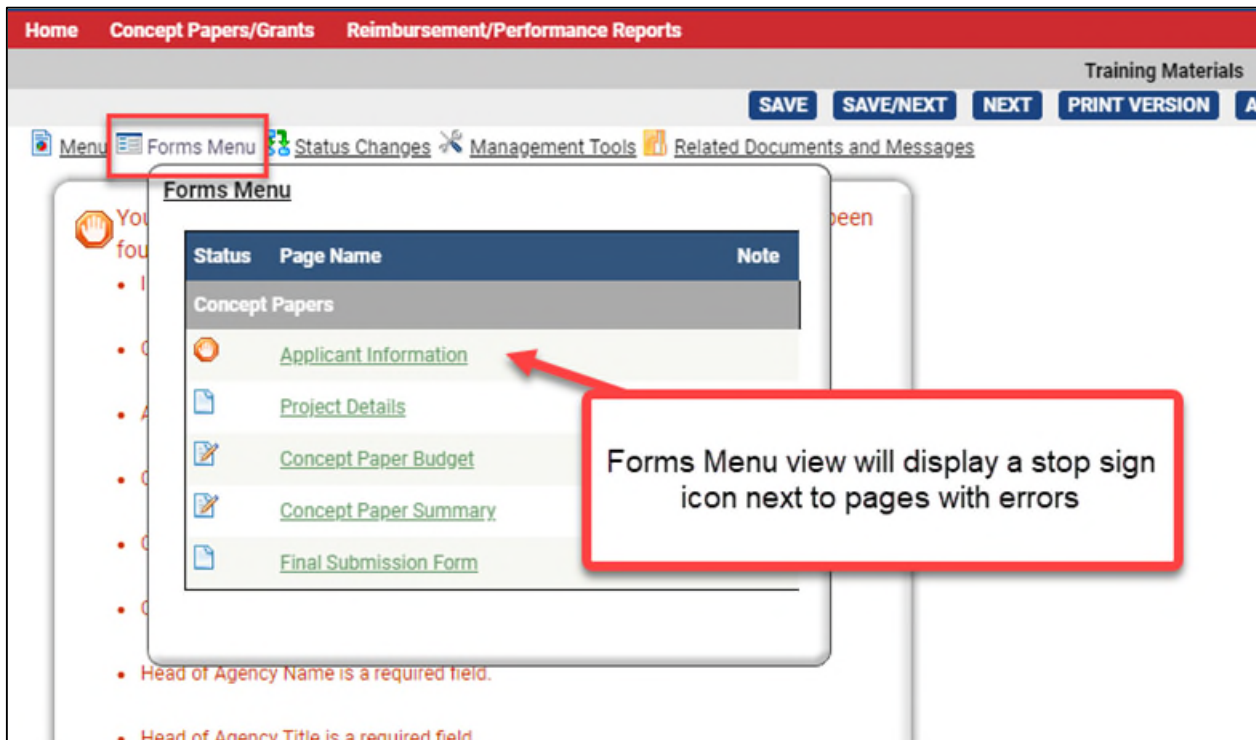 Home Concept Papers/Grants Reimbursement/Performance Reports
Training Materials
SAVE SAVE/NEXT NEXT PRINT VERSION
Menu Forms Menu Status Changes Management Tools Related Documents and Messages
Forms Menu
Status Page Name Note
Concept Papers
Applicant Information
Project Details
Concept Paper Budget
Concept Paper Summary
Final Submission Form
Forms Menu view will display a stop sign
icon next to pages with errors
Head of Agency Name is a required field.
Head of Agency Title is a required field.